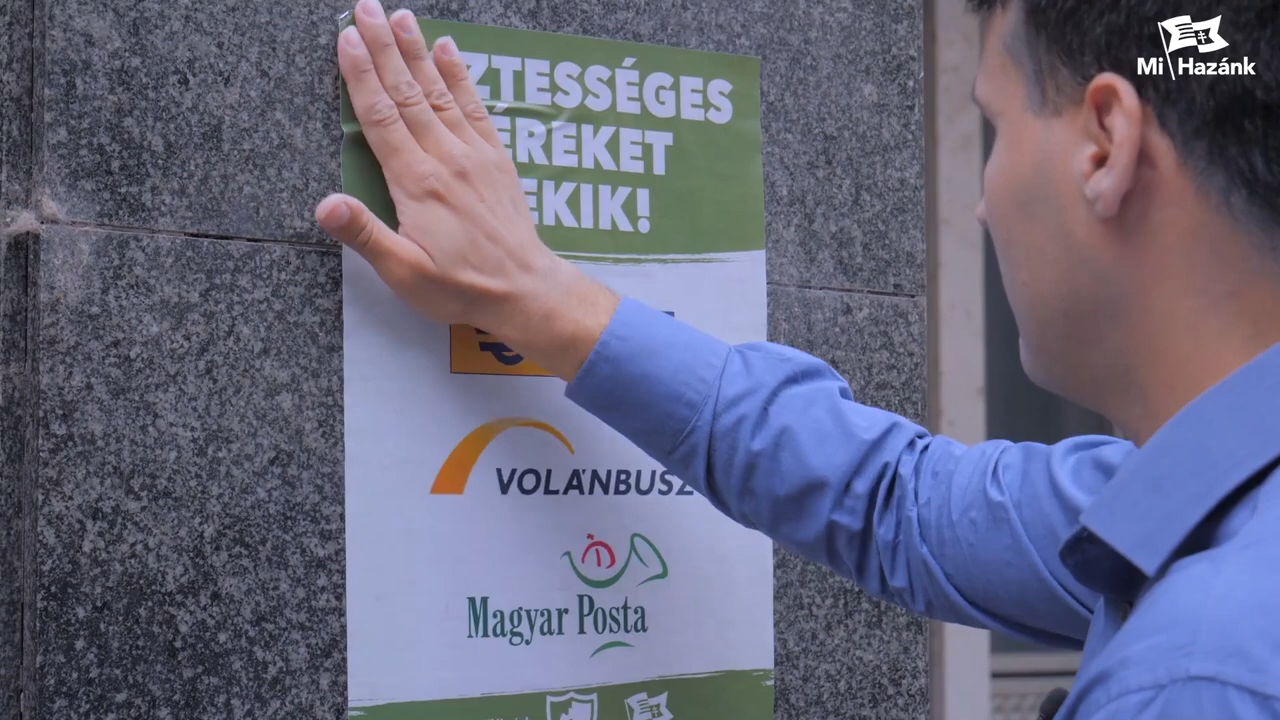 Mi Hazánk
ZTESSÉGES
ÉREKET
EKIK!
VOLÁNBUSZ
Magyar Posta